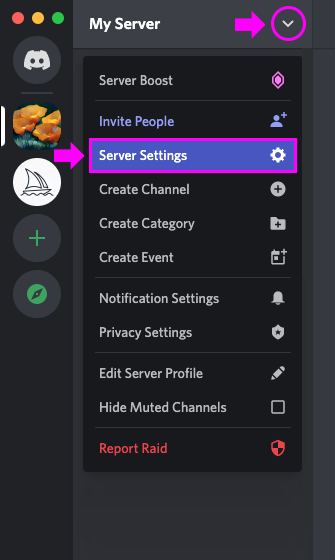 My Server
Server Boost
Invite People
Server Settings
Create Channel
Create Category
Create Event
Notification Settings
Privacy Settings
Edit Server Profile
Hide Muted Channels
Report Raid